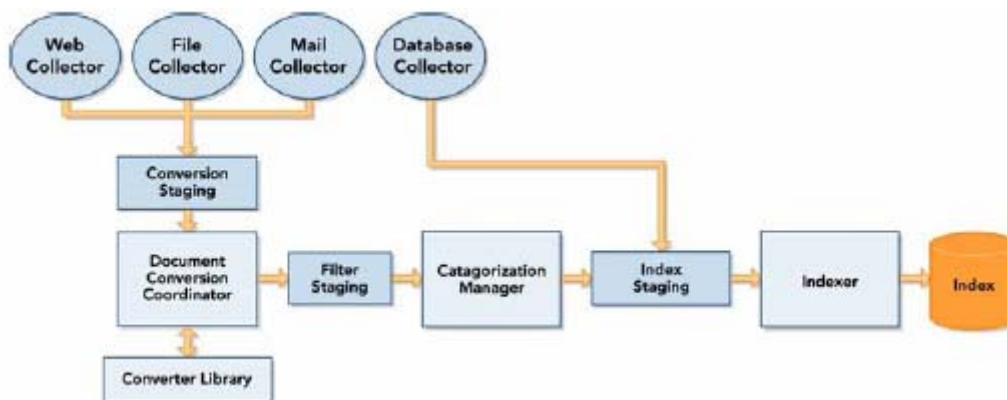 Web
Collector
File
Collector
Mail
Collector
Database
Collector
Conversion
Staging
Document
Conversion
Coordinator
Filter
Staging
Catagorization
Manager
Index
Staging
Indexer
Index
Converter Library